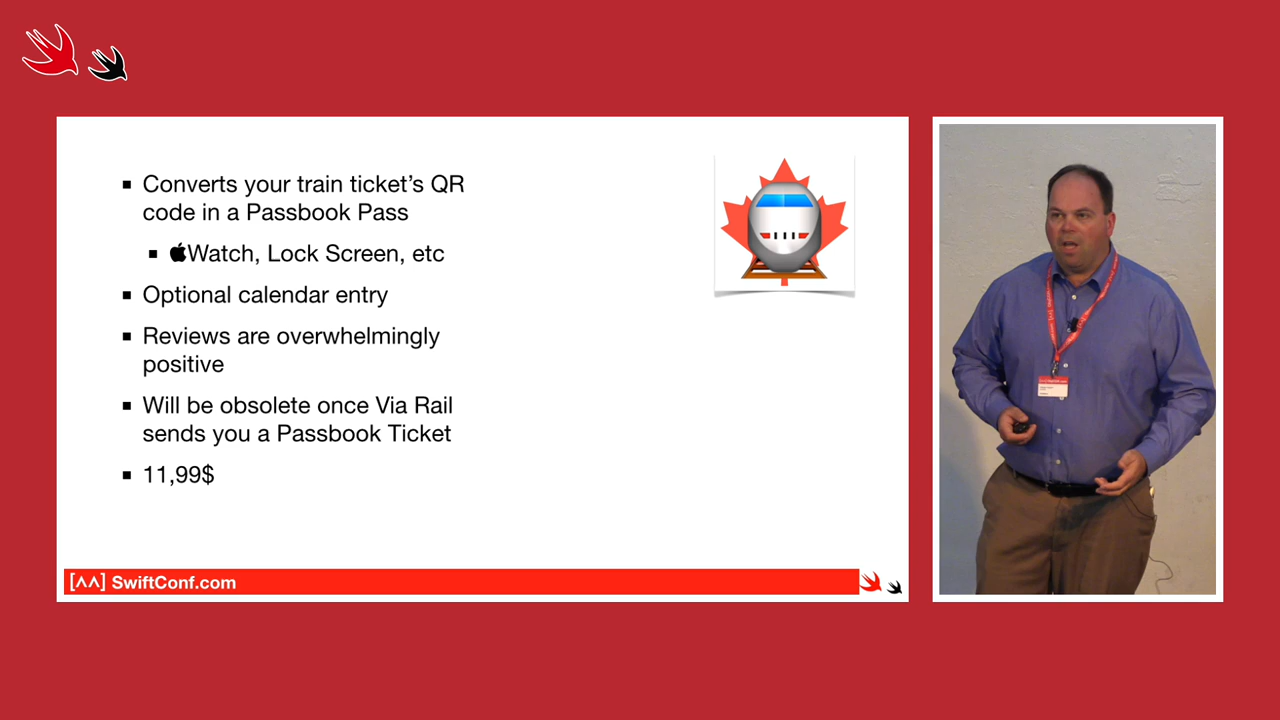 Converts your train ticket’s QR
code in a Passbook Pass
Watch, Lock Screen, etc
Optional calendar entry
Reviews are overwhelmingly
positive
Will be obsolete once Via Rail
sends you a Passbook Ticket
11,99$
[^^] SwiftConf.com